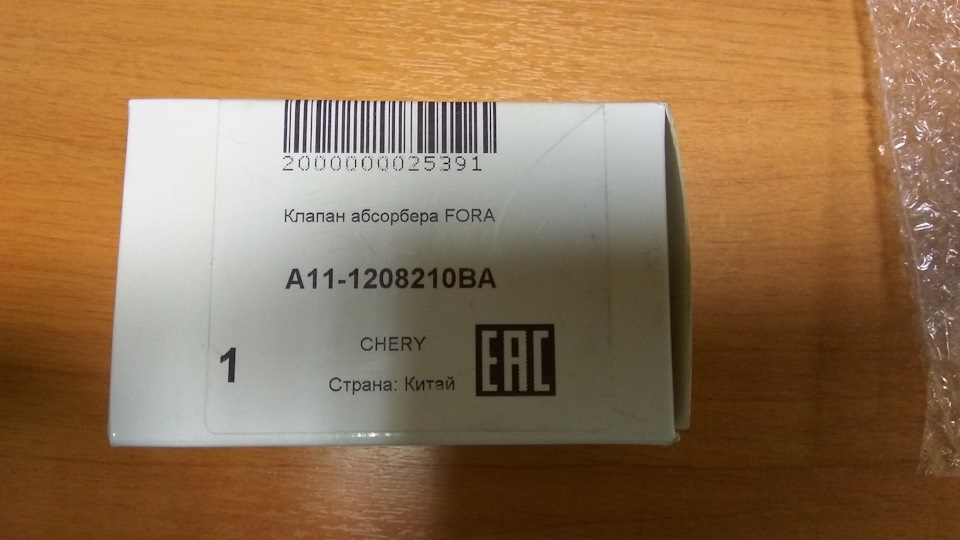 2000000025391
Клапан абсорбера FORA
A11-1208210BA
CHERY
EAC
1
Страна: Китай